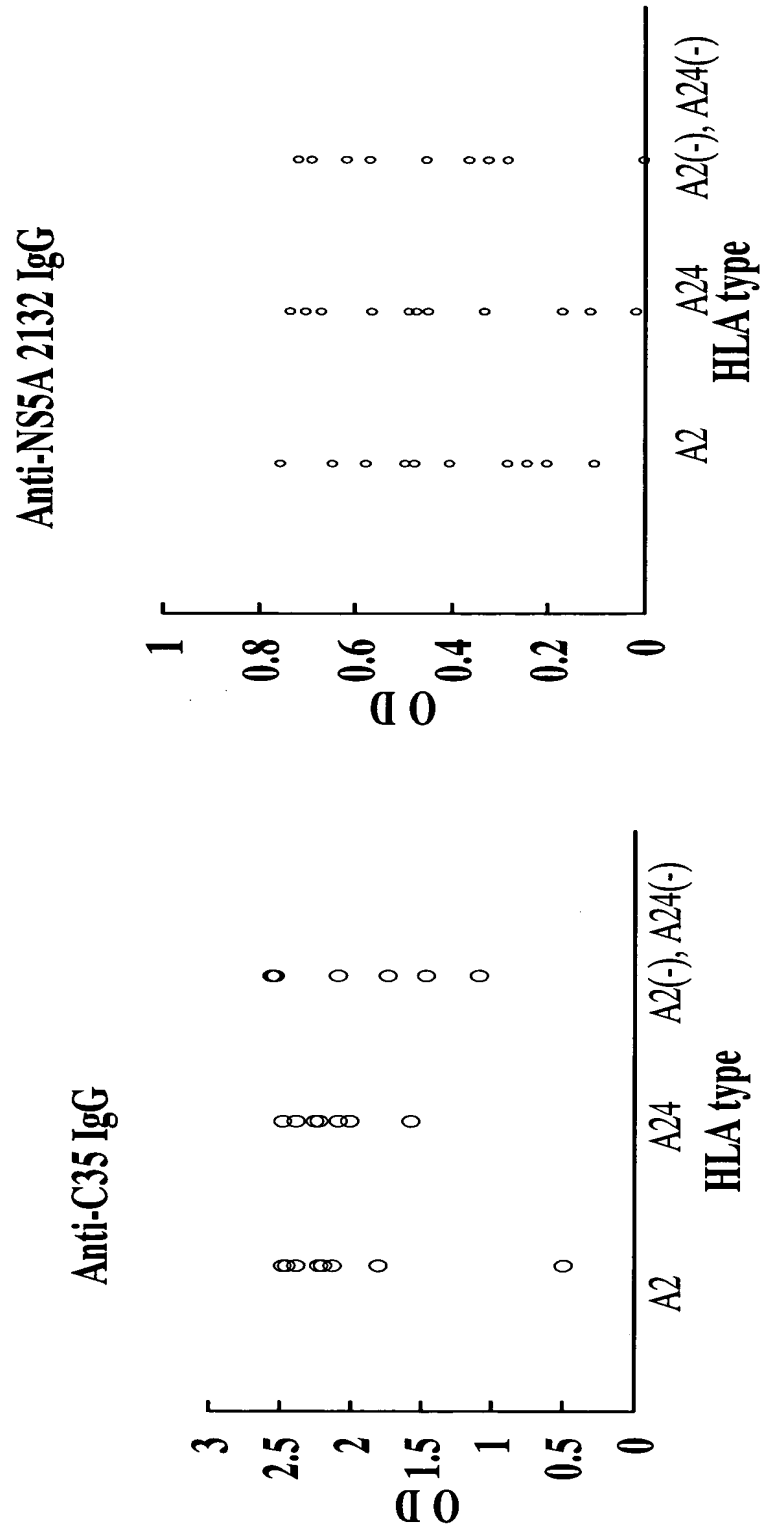 Anti-C35 IgG
O D
3
2.5
2
1.5
1
0.5
0
A2
A24
A2(-), A24(-)
HLA type
Anti-NS5A 2132 IgG
O D
1
0.8
0.6
0.4
0.2
0
A2
A24
A2(-), A24(-)
HLA type